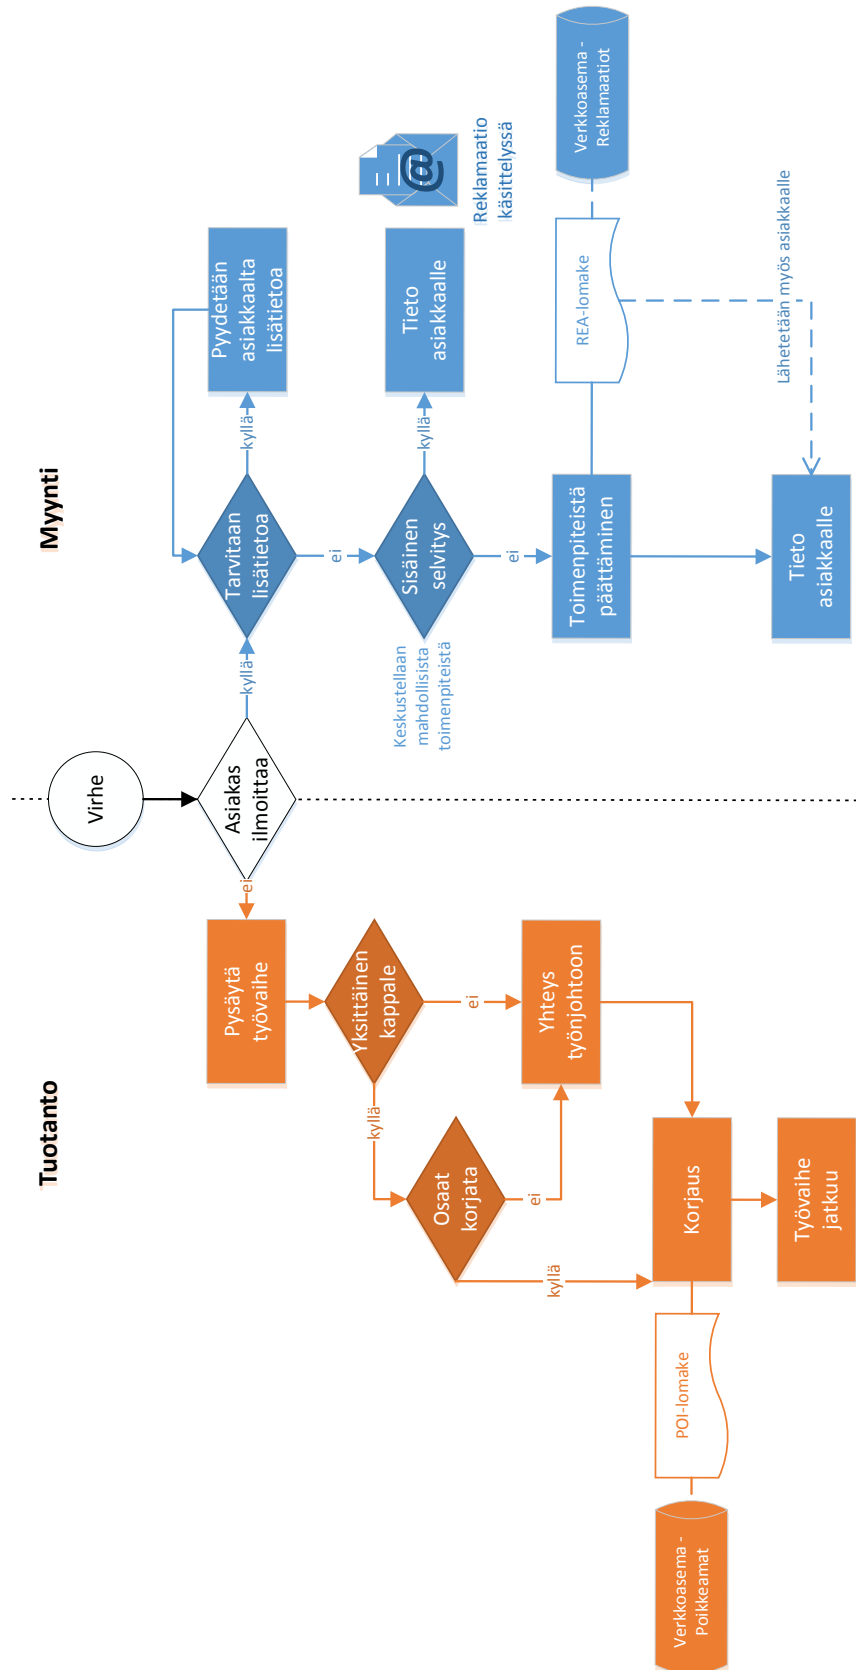 Tuotanto
Myynti
Virhe
Asiakas
ilmoittaa
ei
kyllä
Pysäytä
työvaihe
Yksittäinen
kappale
kyllä
ei
Osaat
korjata
ei
kyllä
Yhteys
työnjohtoon
Korjaus
Työvaihe
jatkuu
POI-lomake
Verkkoasema -
Poikkeamat
Tarvitaan
lisätietoa
kyllä
Pyydetään
asiakkaalta
lisätietoa
ei
Sisäinen
selvitys
Keskustellaan
mahdollisista
toimenpiteistä
kyllä
Tieto
asiakkaalle
@
Reklamaatio
käsittelyssä
ei
Toimenpiteistä
päättäminen
REA-lomake
Verkkoasema -
Reklamaatiot
Lähetetään myös asiakkaalle
Tieto
asiakkaalle